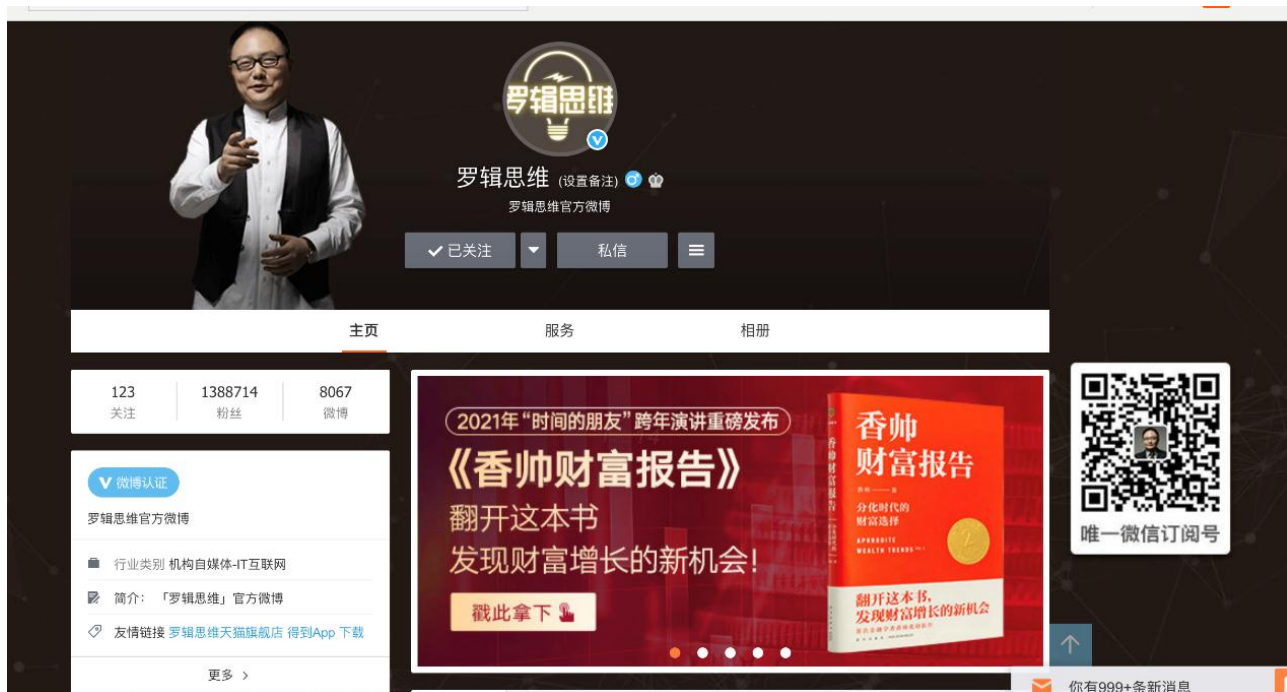 罗辑思维
罗辑思维 (设置备注)
罗辑思维官方微博
已关注
私信
主页
服务
相册
123
关注
1388714
粉丝
8067
微博
V 微博认证
罗辑思维官方微博
行业类别 机构自媒体-IT互联网
简介: 「罗辑思维」官方微博
友情链接 罗辑思维天猫旗舰店 得到App 下载
更多 >
2021年“时间的朋友”跨年演讲重磅发布
《香帅财富报告》
翻开这本书
发现财富增长的新机会!
戳此拿下
香帅
财富报告
分化时代的
财富选择
APHRODITE
WEALTH TRENDS
翻开这本书,
发现财富增长的新机会
香帅财富报告
唯一微信订阅号
你有999+条新消息